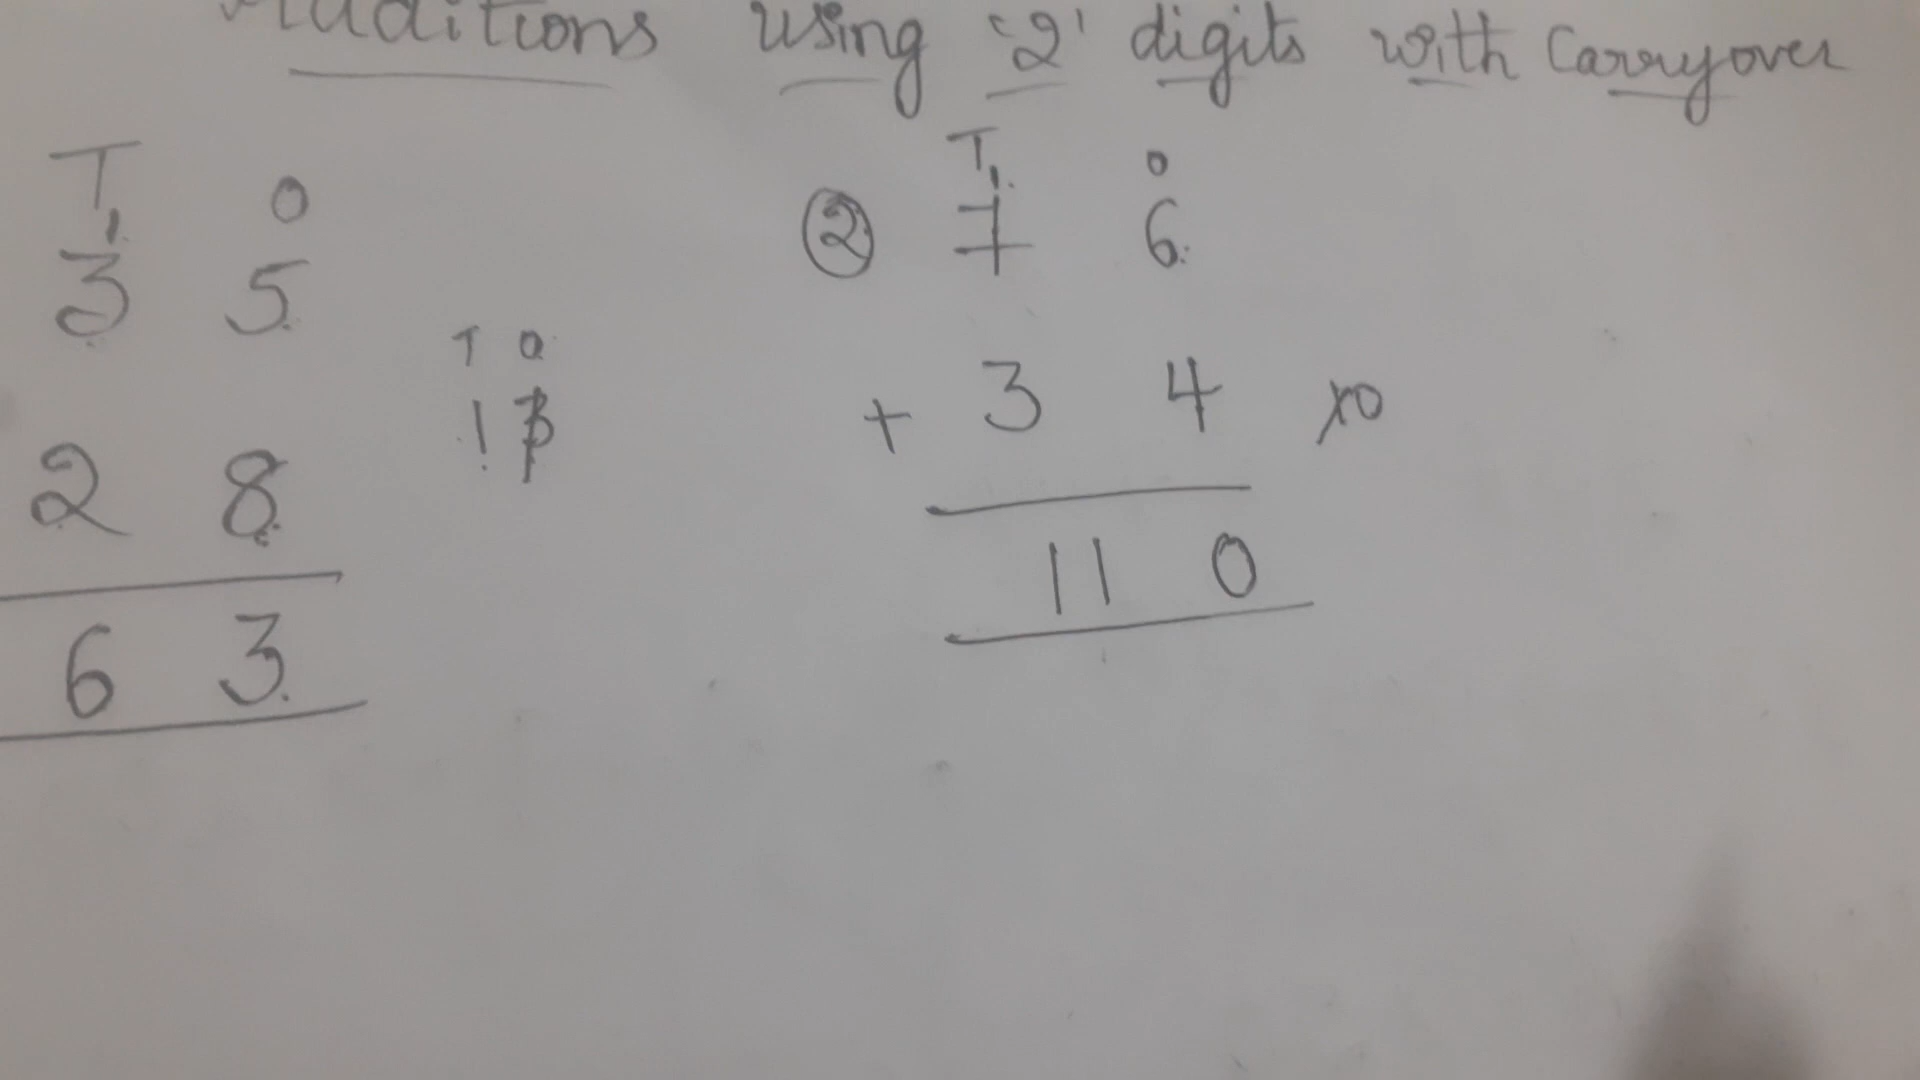 Additions using '2' digits with Carryover
T O
1
3 5
2 8
6 3
T O
1 3
② T O
1
7 6
+ 3 4
10
11 0